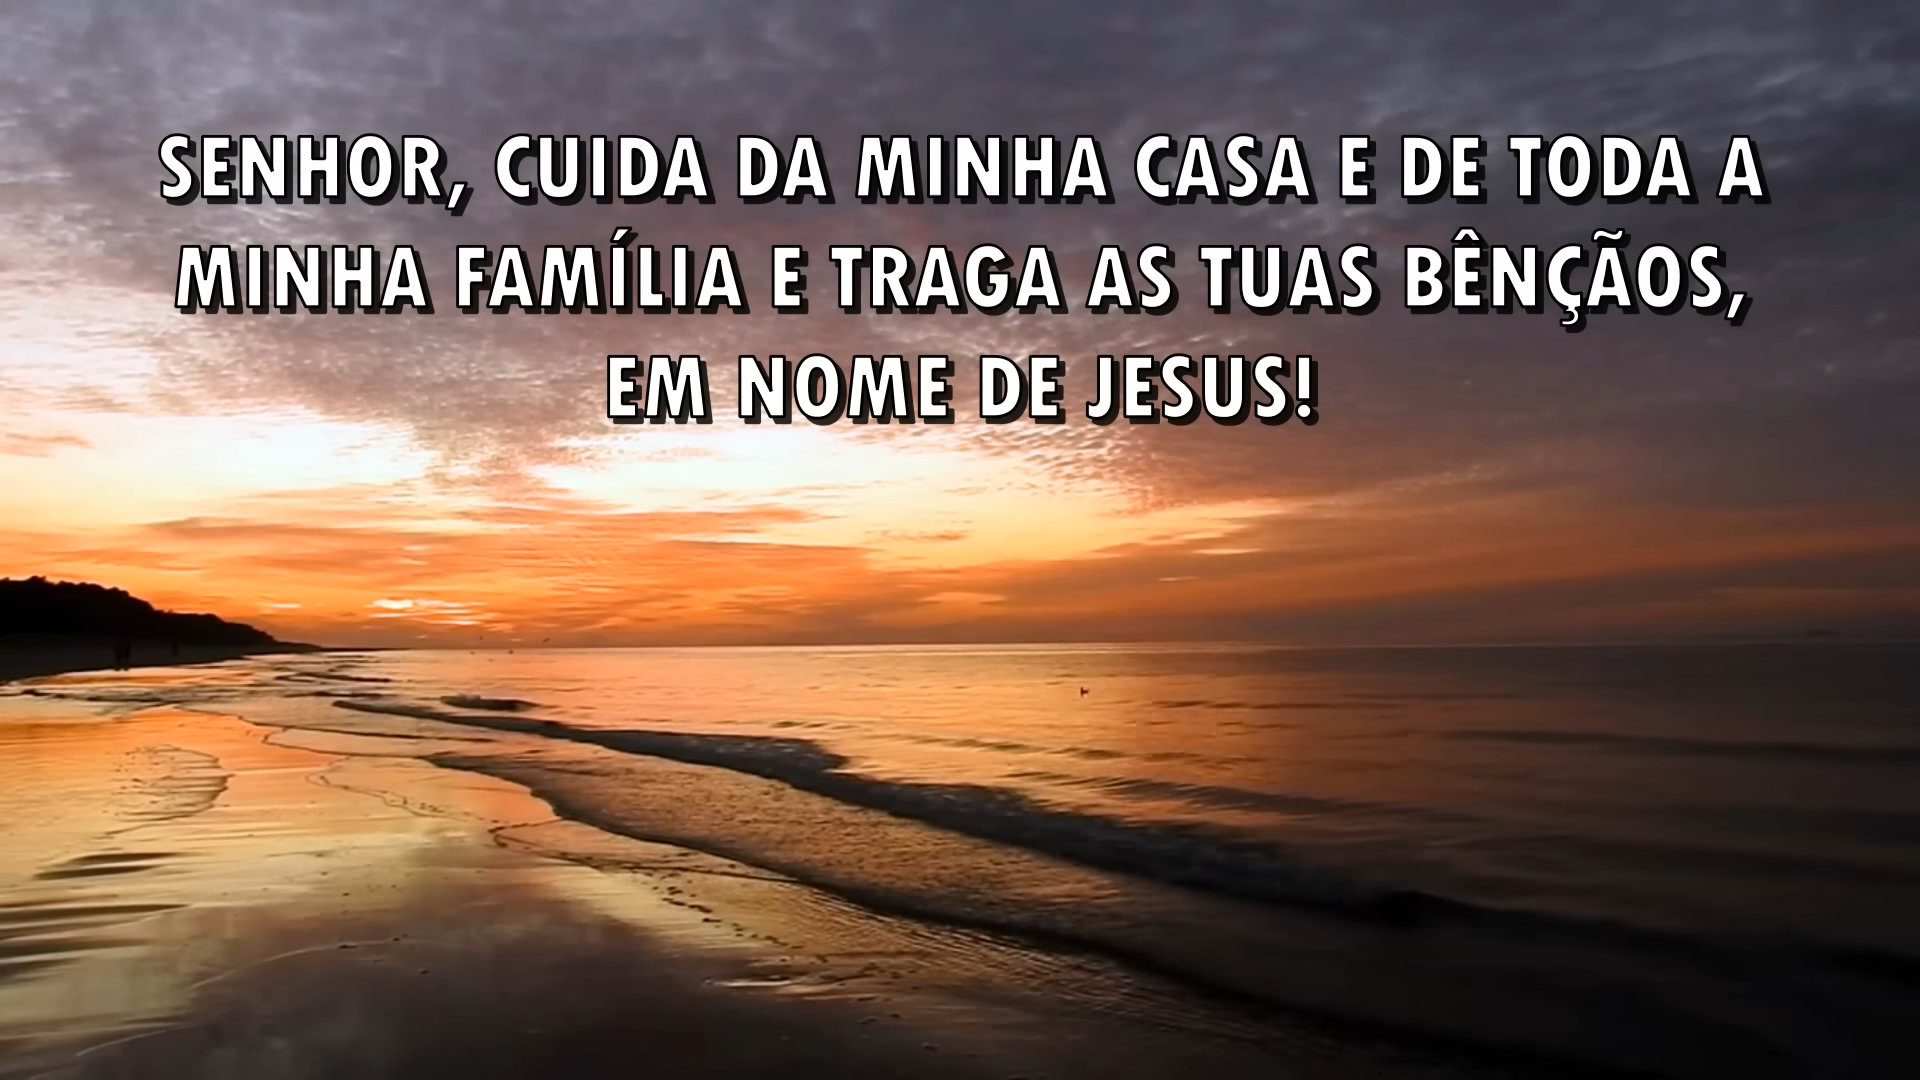 SENHOR, CUIDA DA MINHA CASA E DE TODA A
MINHA FAMÍLIA E TRAGA AS TUAS BÊNÇÃOS,
EM NOME DE JESUS!